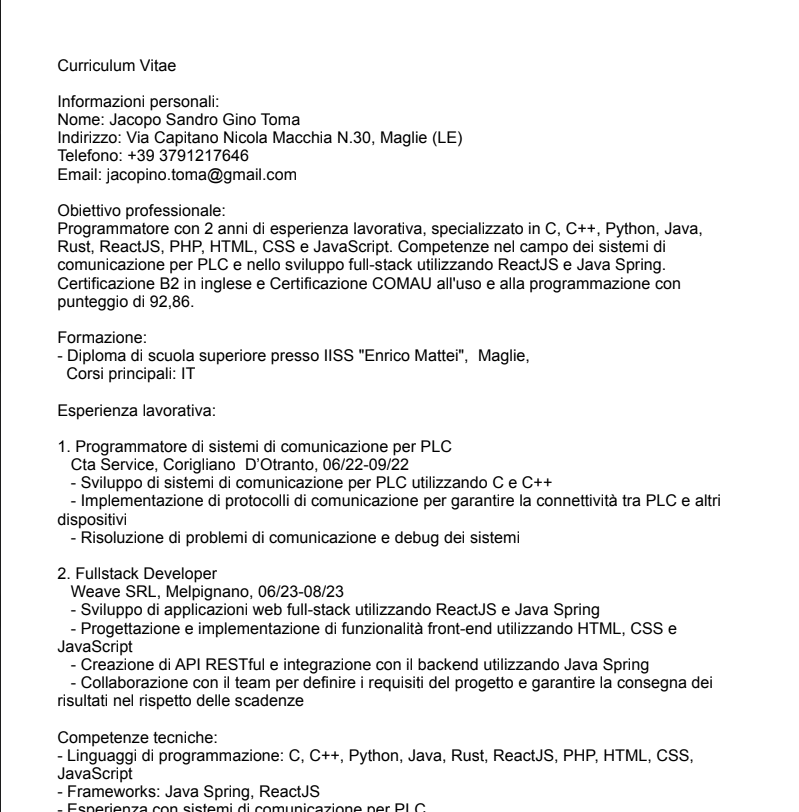 Curriculum Vitae
Informazioni personali:
Nome: Jacopo Sandro Gino Toma
Indirizzo: Via Capitano Nicola Macchia N.30, Maglie (LE)
Telefono: +39 3791217646
Email: jacopino.toma@gmail.com
Obiettivo professionale:
Programmatore con 2 anni di esperienza lavorativa, specializzato in C, C++, Python, Java,
Rust, ReactJS, PHP, HTML, CSS e JavaScript. Competenze nel campo dei sistemi di
comunicazione per PLC e nello sviluppo full-stack utilizzando ReactJS e Java Spring.
Certificazione B2 in inglese e Certificazione COMAU all'uso e alla programmazione con
punteggio di 92,86.
Formazione:
- Diploma di scuola superiore presso IISS "Enrico Mattei", Maglie,
Corsi principali: IT
Esperienza lavorativa:
1. Programmatore di sistemi di comunicazione per PLC
Cta Service, Corigliano D’Otranto, 06/22-09/22
- Sviluppo di sistemi di comunicazione per PLC utilizzando C e C++
- Implementazione di protocolli di comunicazione per garantire la connettività tra PLC e altri
dispositivi
- Risoluzione di problemi di comunicazione e debug dei sistemi
2. Fullstack Developer
Weave SRL, Melpignano, 06/23-08/23
- Sviluppo di applicazioni web full-stack utilizzando ReactJS e Java Spring
- Progettazione e implementazione di funzionalità front-end utilizzando HTML, CSS e
JavaScript
- Creazione di API RESTful e integrazione con il backend utilizzando Java Spring
- Collaborazione con il team per definire i requisiti del progetto e garantire la consegna dei
risultati nel rispetto delle scadenze
Competenze tecniche:
- Linguaggi di programmazione: C, C++, Python, Java, Rust, ReactJS, PHP, HTML, CSS,
JavaScript
- Frameworks: Java Spring, ReactJS
- Esperienza con sistemi di comunicazione per PLC